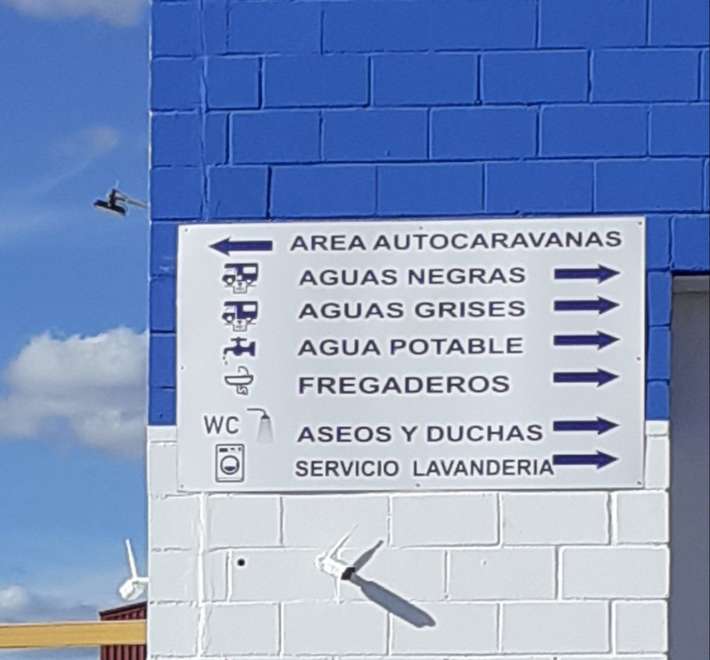 AREA AUTOCARAVANAS
AGUAS NEGRAS
AGUAS GRISES
AGUA POTABLE
FREGADEROS
WC ASEOS Y DUCHAS
SERVICIO LAVANDERIA